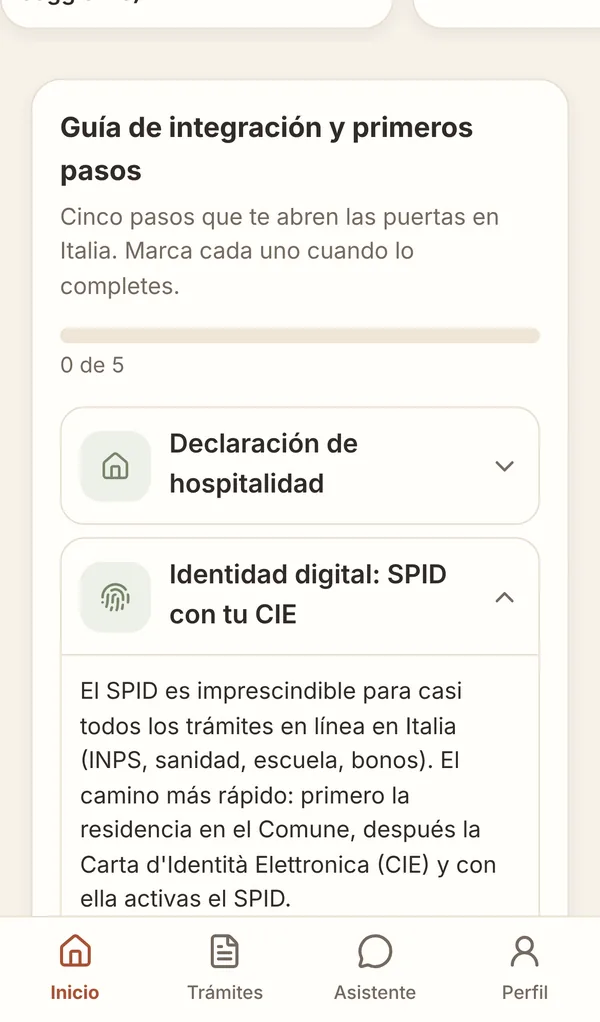 Guía de integración y primeros
pasos
Cinco pasos que te abren las puertas en
Italia. Marca cada uno cuando lo
completes.
0 de 5
Declaración de
hospitalidad
Identidad digital: SPID
con tu CIE
El SPID es imprescindible para casi
todos los trámites en línea en Italia
(INPS, sanidad, escuela, bonos). El
camino más rápido: primero la
residencia en el Comune, después la
Carta d'Identità Elettronica (CIE) y con
ella activas el SPID.
Inicio
Trámites
Asistente
Perfil